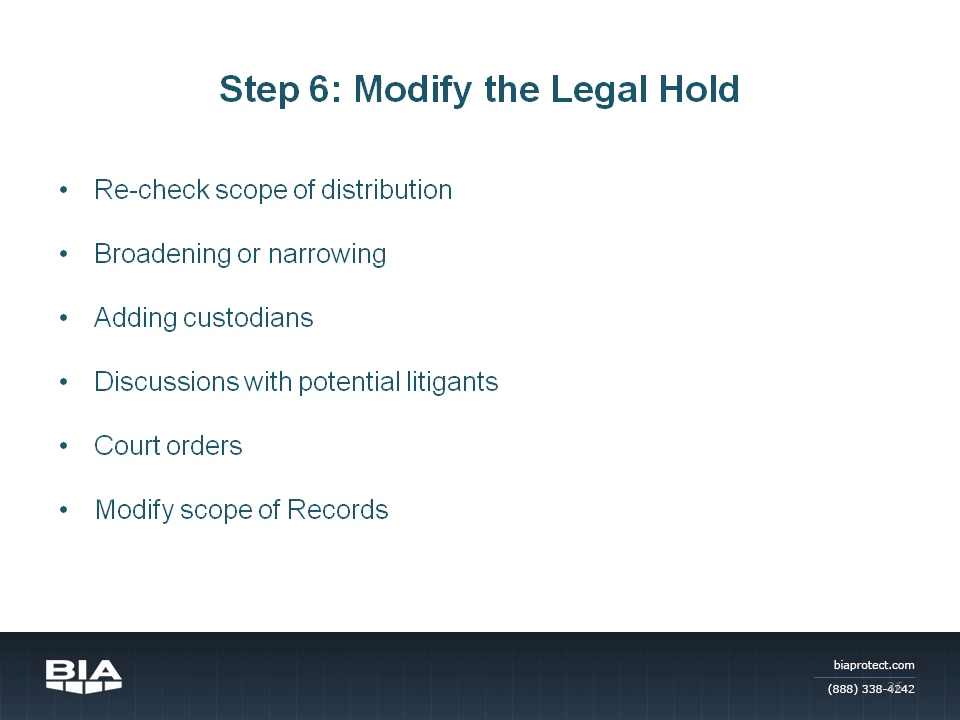 Step 6: Modify the Legal Hold
• Re-check scope of distribution
• Broadening or narrowing
• Adding custodians
• Discussions with potential litigants
• Court orders
• Modify scope of Records
BIA
biaprotect.com
(888) 338-4242